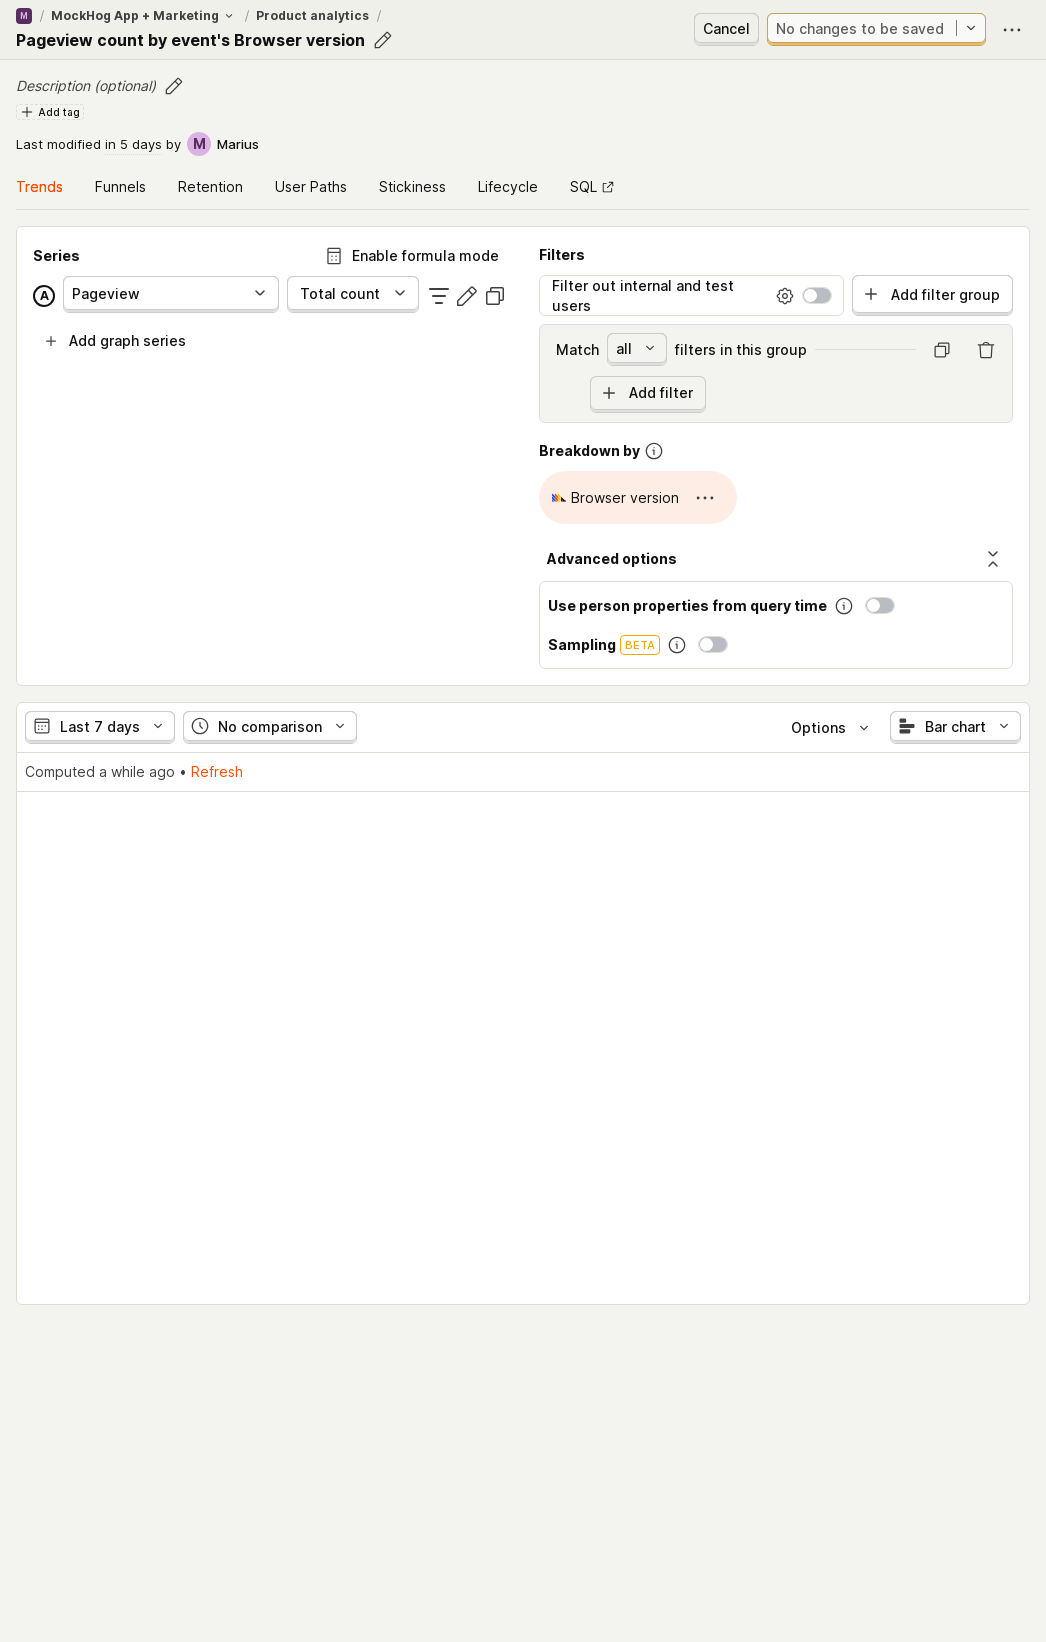 M / MockHog App + Marketing / Product analytics /
Pageview count by event's Browser version
Cancel
No changes to be saved
Description (optional)
Add tag
Last modified in 5 days by M Marius
Trends Funnels Retention User Paths Stickiness Lifecycle SQL
Series
Enable formula mode
A Pageview Total count
Add graph series
Filters
Filter out internal and test
users
Add filter group
Match all filters in this group
Add filter
Breakdown by
Browser version
Advanced options
Use person properties from query time
Sampling BETA
Last 7 days No comparison Options Bar chart
Computed a while ago • Refresh